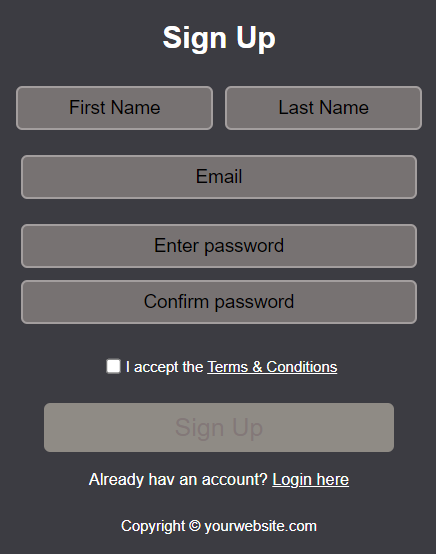 Sign Up
First Name Last Name
Email
Enter password
Confirm password
I accept the Terms & Conditions
Sign Up
Already hav an account? Login here
Copyright © yourwebsite.com